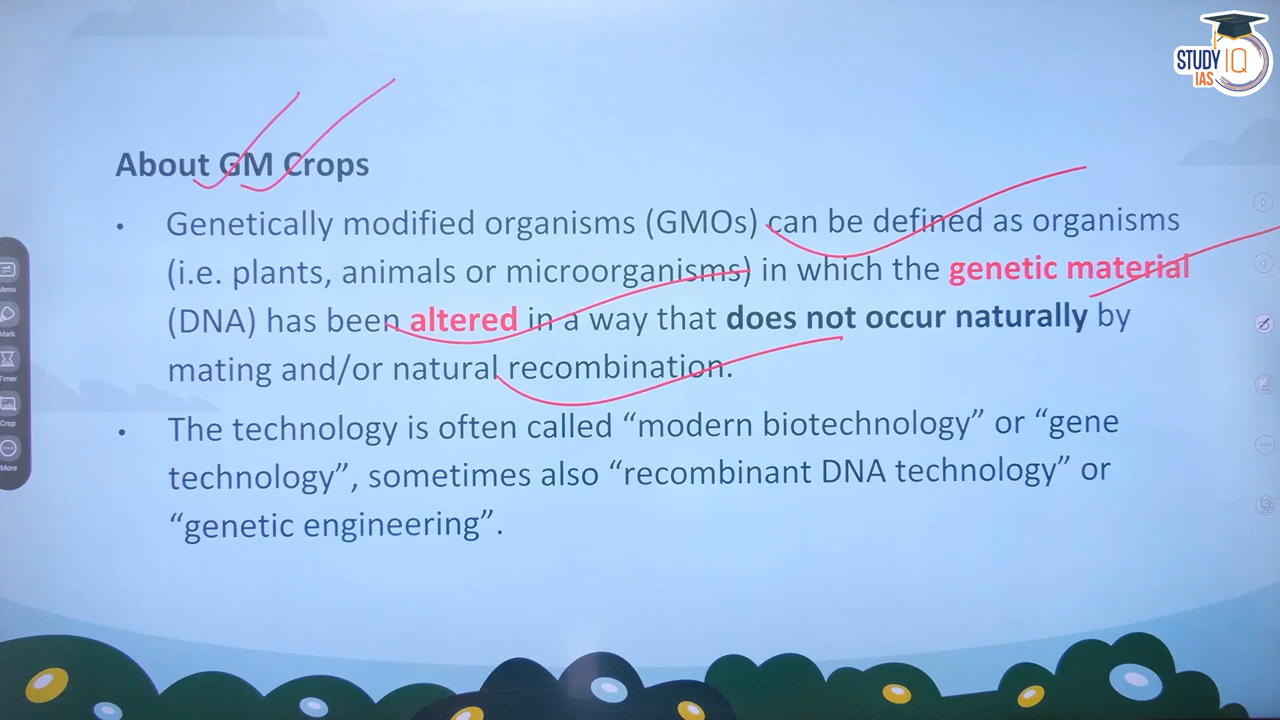 STUDY IQ
IAS
About GM Crops
• Genetically modified organisms (GMOs) can be defined as organisms
(i.e. plants, animals or microorganisms) in which the genetic material
(DNA) has been altered in a way that does not occur naturally by
mating and/or natural recombination.
• The technology is often called “modern biotechnology” or “gene
technology”, sometimes also “recombinant DNA technology” or
“genetic engineering”.
Menu
Mark
Timer
Crop
More